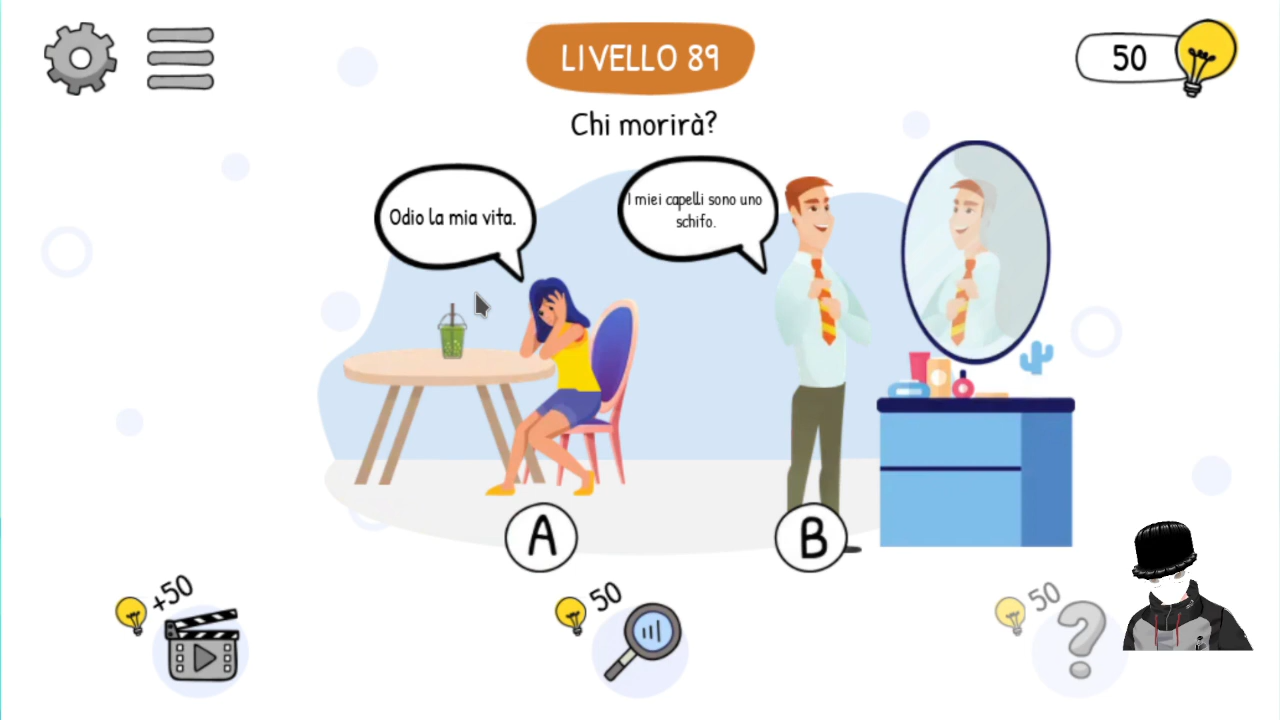 LIVELLO 89
50
Chi morirà?
Odio la mia vita.
I miei capelli sono uno
schifo.
A
B
+50
50
50
?